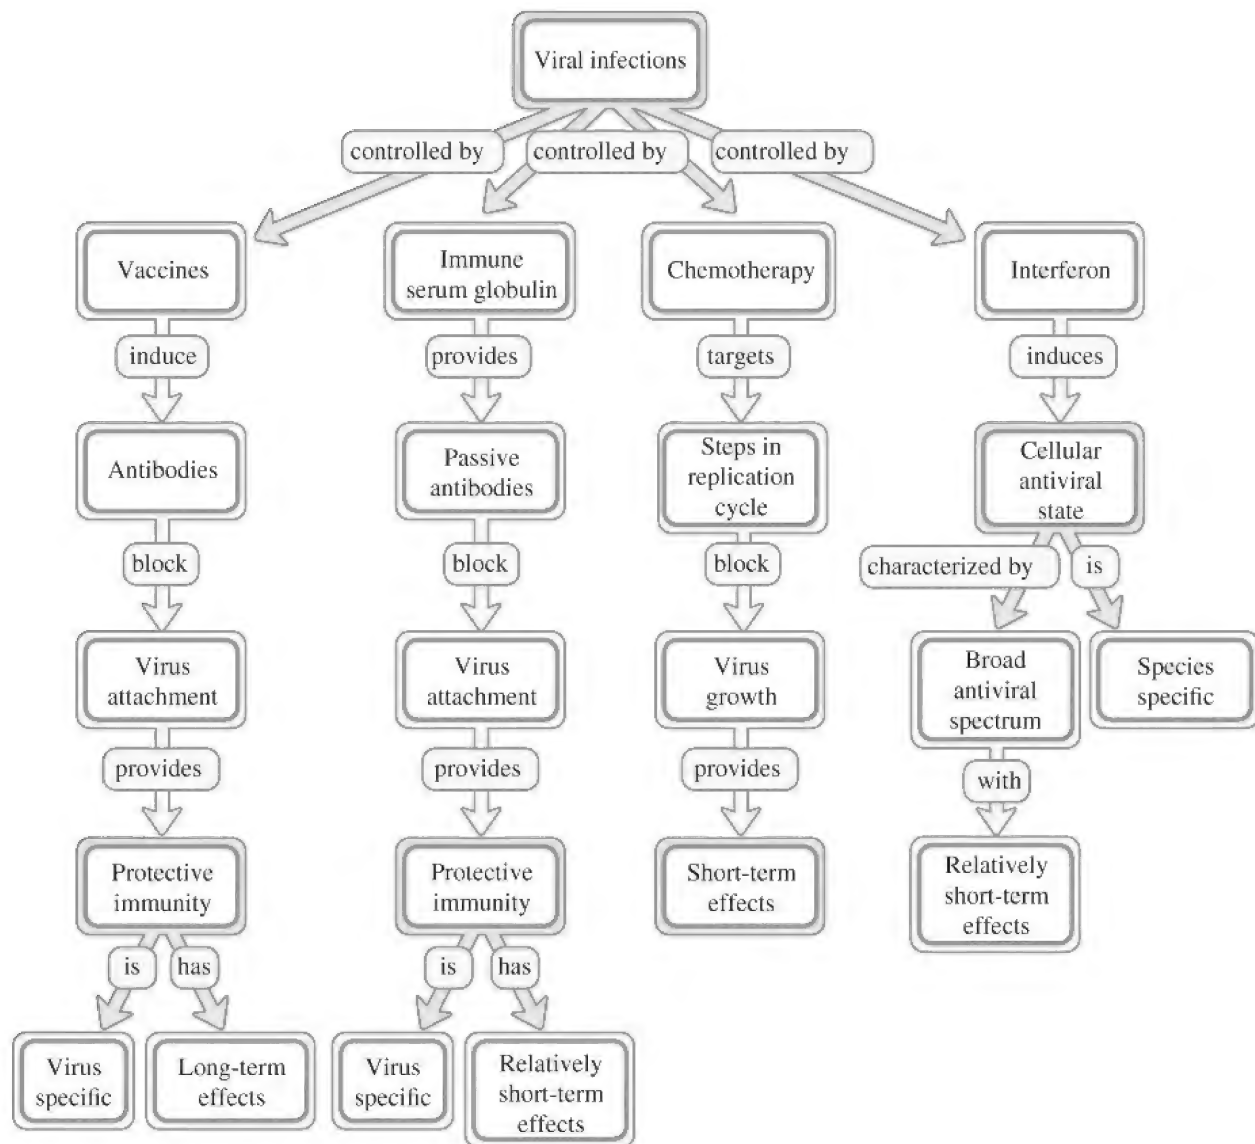 Viral infections
controlled by
controlled by
controlled by
Vaccines
Immune
serum globulin
Chemotherapy
Interferon
induce
provides
targets
induces
Antibodies
Passive
antibodies
Steps in
replication
cycle
Cellular
antiviral
state
block
block
block
characterized by
is
Virus
attachment
Virus
attachment
Virus
growth
Broad
antiviral
spectrum
Species
specific
provides
provides
provides
with
Protective
immunity
Protective
immunity
Short-term
effects
Relatively
short-term
effects
is
has
is
has
Virus
specific
Long-term
effects
Virus
specific
Relatively
short-term
effects